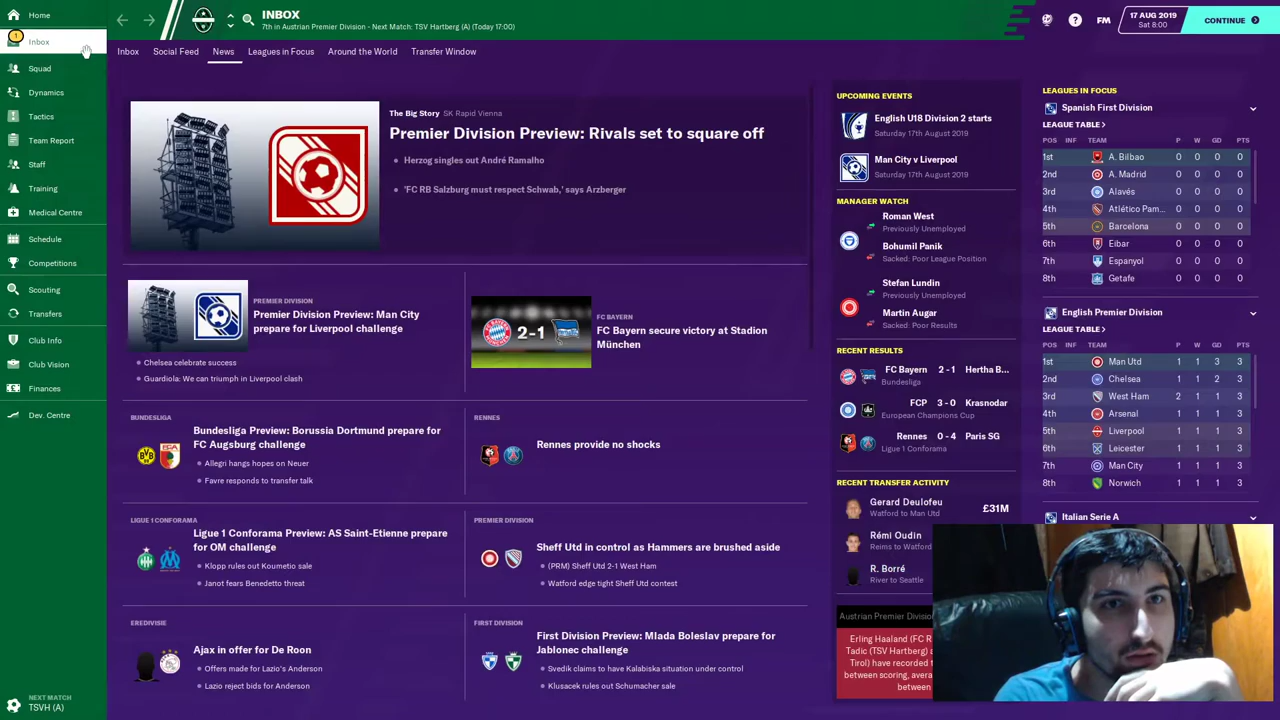 Home
INBOX
7th in Austrian Premier Division - Next Match: TSV Hartberg (A) (Today 17:00)
FM
17 AUG 2019
Sat 8:00
CONTINUE
1
Inbox
Squad
Dynamics
Tactics
Team Report
Staff
Training
Medical Centre
Schedule
Competitions
Scouting
Transfers
Club Info
Club Vision
Finances
Dev. Centre
NEXT MATCH
TSVH (A)
Inbox
Social Feed
News
Leagues in Focus
Around the World
Transfer Window
The Big Story SK Rapid Vienna
Premier Division Preview: Rivals set to square off
Herzog singles out André Ramalho
'FC RB Salzburg must respect Schwab,' says Arzberger
PREMIER DIVISION
Premier Division Preview: Man City
prepare for Liverpool challenge
Chelsea celebrate success
Guardiola: We can triumph in Liverpool clash
2-1
FC BAYERN
FC Bayern secure victory at Stadion
München
BUNDESLIGA
Bundesliga Preview: Borussia Dortmund prepare for
FC Augsburg challenge
Allegri hangs hopes on Neuer
Favre responds to transfer talk
RENNES
Rennes provide no shocks
LIGUE 1 CONFORAMA
Ligue 1 Conforama Preview: AS Saint-Etienne prepare
for OM challenge
Klopp rules out Koumetio sale
Janot fears Benedetto threat
PREMIER DIVISION
Sheff Utd in control as Hammers are brushed aside
(PRM) Sheff Utd 2-1 West Ham
Watford edge tight Sheff Utd contest
EREDIVISIE
Ajax in offer for De Roon
Offers made for Lazio's Anderson
Lazio reject bids for Anderson
FIRST DIVISION
First Division Preview: Mlada Boleslav prepare for
Jablonec challenge
Svedik claims to have Kalabiska situation under control
Klusacek rules out Schumacher sale
UPCOMING EVENTS
English U18 Division 2 starts
Saturday 17th August 2019
Man City v Liverpool
Saturday 17th August 2019
MANAGER WATCH
Roman West
Previously Unemployed
Bohumil Panik
Sacked: Poor League Position
Stefan Lundin
Previously Unemployed
Martin Augar
Sacked: Poor Results
RECENT RESULTS
FC Bayern 2 - 1 Hertha B...
Bundesliga
FCP 3 - 0 Krasnodar
European Champions Cup
Rennes 0 - 4 Paris SG
Ligue 1 Conforama
RECENT TRANSFER ACTIVITY
Gerard Deulofeu
Watford to Man Utd
£31M
Rémi Oudin
Reims to Watford
R. Borré
River to Seattle
Austrian Premier Divisio
Erling Haaland (FC R
Tadic (TSV Hartberg) a
Tirol) have recorded t
between scoring, avera
between
LEAGUES IN FOCUS
Spanish First Division
LEAGUE TABLE
POS INF TEAM P W GD PTS
1st A. Bilbao 0 0 0 0
2nd A. Madrid 0 0 0 0
3rd Alavés 0 0 0 0
4th Atlético Pam... 0 0 0 0
5th Barcelona 0 0 0 0
6th Eibar 0 0 0 0
7th Espanyol 0 0 0 0
8th Getafe 0 0 0 0
English Premier Division
LEAGUE TABLE
POS INF TEAM P W GD PTS
1st Man Utd 1 1 3 3
2nd Chelsea 1 1 2 3
3rd West Ham 2 1 1 3
4th Arsenal 1 1 1 3
5th Liverpool 1 1 1 3
6th Leicester 1 1 1 3
7th Man City 1 1 1 3
8th Norwich 1 1 1 3
Italian Serie A